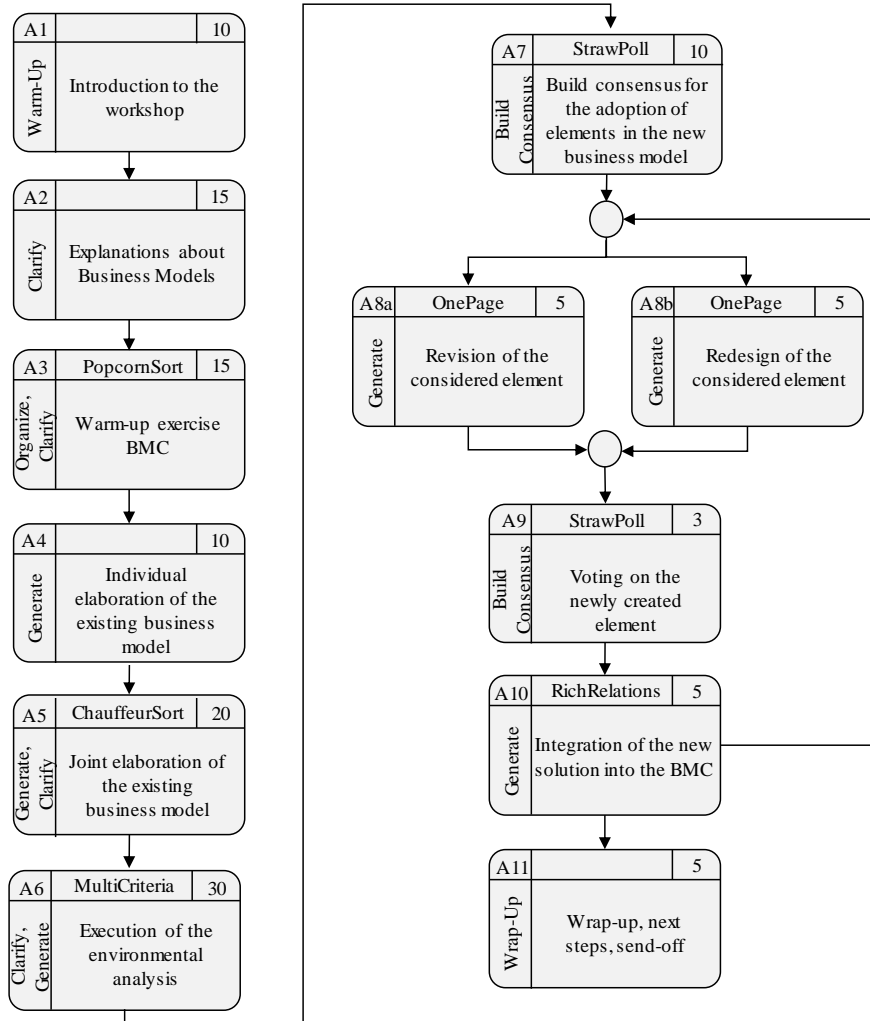 A1 10
Warm-Up
Introduction to the
workshop
A2 15
Clarify
Explanations about
Business Models
A3 PopcornSort 15
Organize,
Clarify
Warm-up exercise
BMC
A4 10
Generate
Individual
elaboration of the
existing business
model
A5 ChauffeurSort 20
Generate,
Clarify
Joint elaboration of
the existing
business model
A6 MultiCriteria 30
Clarify,
Generate
Execution of the
environmental
analysis
A7 StrawPoll 10
Build
Consensus
Build consensus for
the adoption of
elements in the new
business model
A8a OnePage 5
Generate
Revision of the
considered element
A8b OnePage 5
Generate
Redesign of the
considered element
A9 StrawPoll 3
Build
Consensus
Voting on the
newly created
element
A10 RichRelations 5
Generate
Integration of the new
solution into the BMC
A11 5
Wrap-Up
Wrap-up, next
steps, send-off